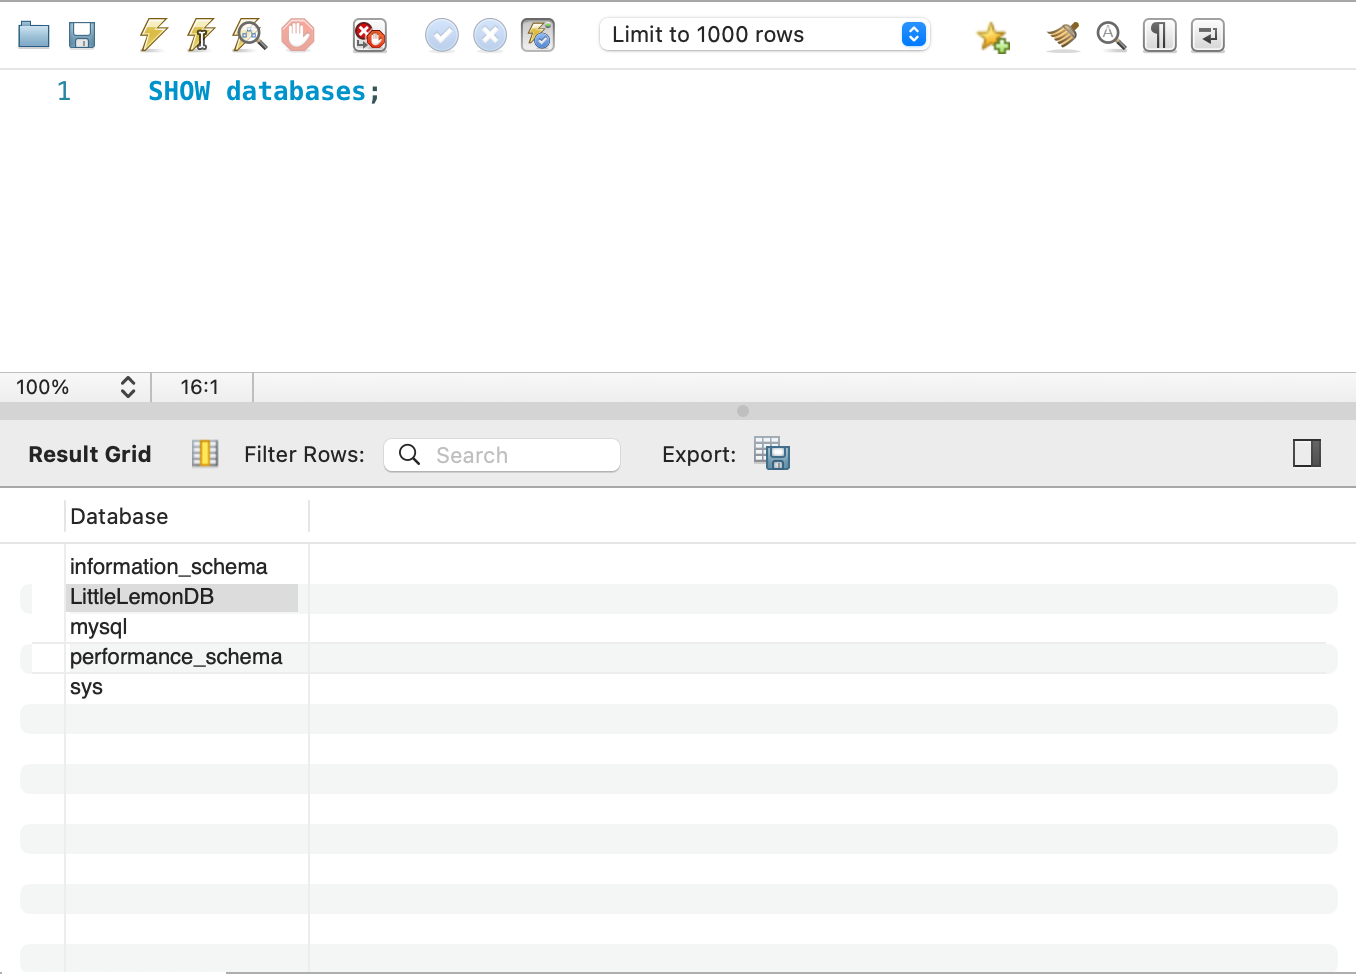 Limit to 1000 rows
1 SHOW databases;
100% 16:1
Result Grid Filter Rows: Search Export:
Database
information_schema
LittleLemonDB
mysql
performance_schema
sys